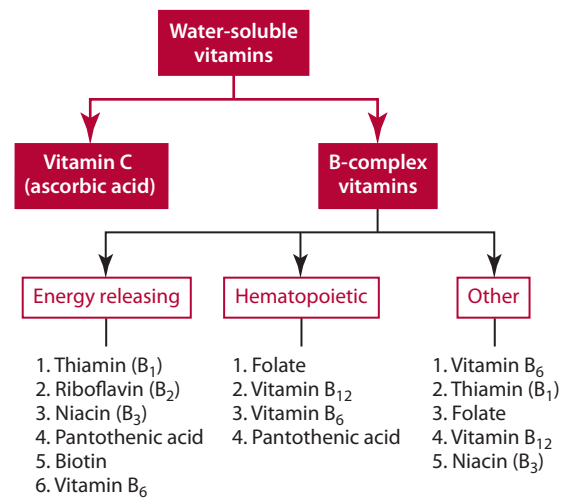 Water-soluble
vitamins
Vitamin C
(ascorbic acid)
B-complex
vitamins
Energy releasing
Hematopoietic
Other
1. Thiamin (B₁)
2. Riboflavin (B₂)
3. Niacin (B₃)
4. Pantothenic acid
5. Biotin
6. Vitamin B₆
1. Folate
2. Vitamin B₁₂
3. Vitamin B₆
4. Pantothenic acid
1. Vitamin B₆
2. Thiamin (B₁)
3. Folate
4. Vitamin B₁₂
5. Niacin (B₃)